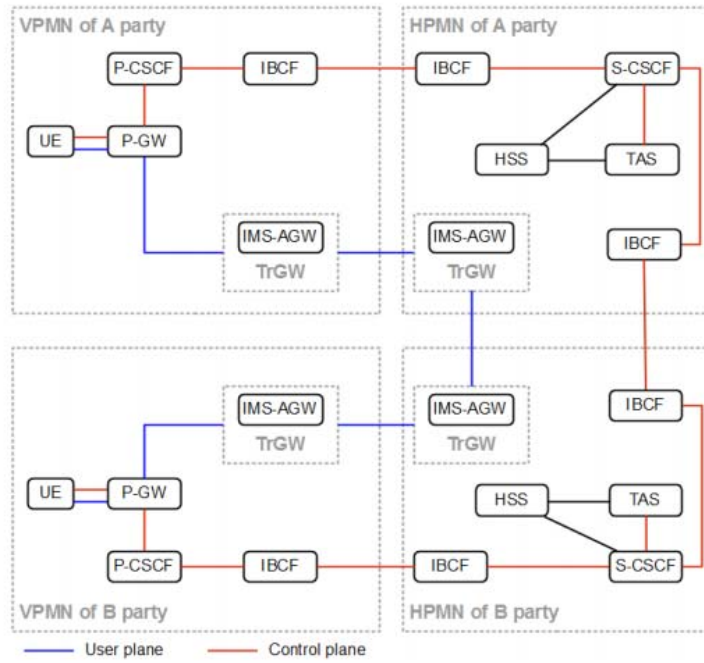 VPMN of A party
HPMN of A party
P-CSCF
IBCF
IBCF
S-CSCF
UE
P-GW
HSS
TAS
IMS-AGW
TrGW
IMS-AGW
TrGW
IBCF
IMS-AGW
TrGW
IMS-AGW
TrGW
IBCF
UE
P-GW
HSS
TAS
P-CSCF
IBCF
IBCF
S-CSCF
VPMN of B party
HPMN of B party
User plane
Control plane